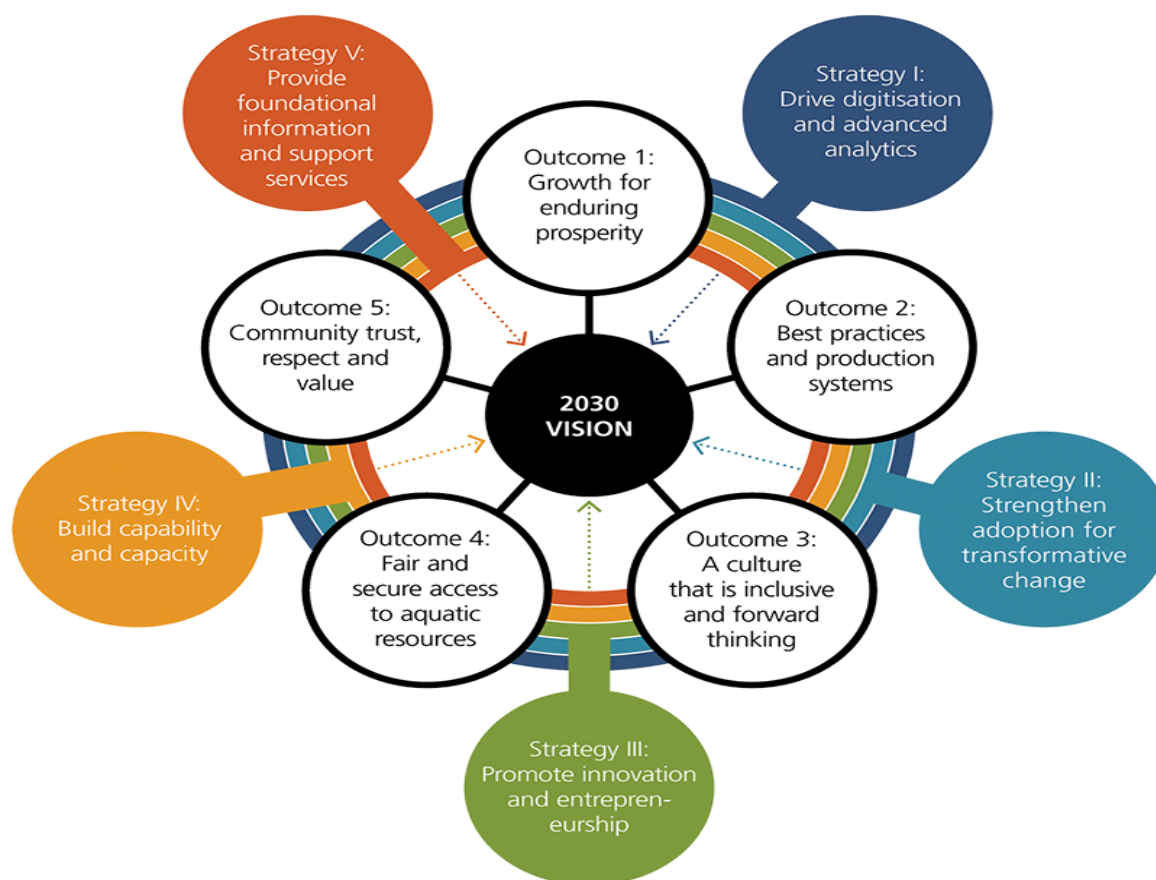 Strategy V:
Provide
foundational
information
and support
services
Strategy I:
Drive digitisation
and advanced
analytics
Outcome 1:
Growth for
enduring
prosperity
Outcome 5:
Community trust,
respect and
value
Outcome 2:
Best practices
and production
systems
2030
VISION
Strategy IV:
Build capability
and capacity
Strategy II:
Strengthen
adoption for
transformative
change
Outcome 4:
Fair and
secure access
to aquatic
resources
Outcome 3:
A culture
that is inclusive
and forward
thinking
Strategy III:
Promote innovation
and entrepren-
eurship